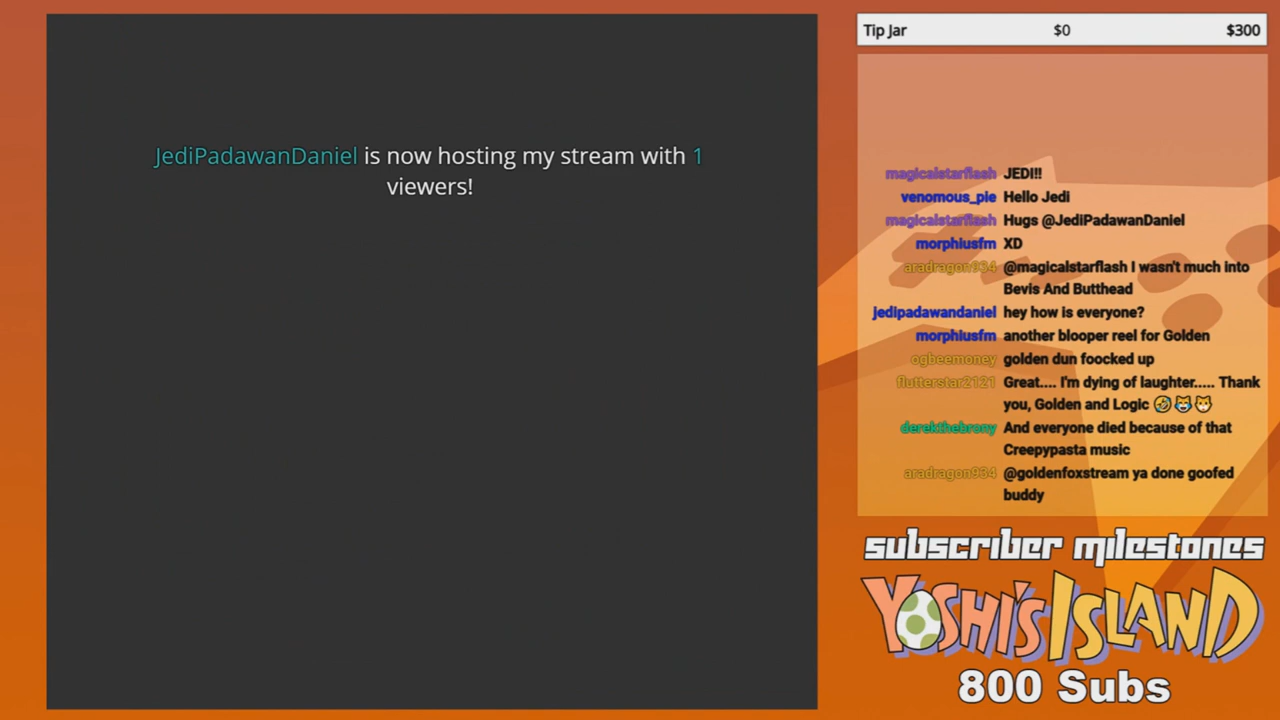 JediPadawanDaniel is now hosting my stream with 1
viewers!
Tip Jar $0 $300
magicalstarflash JEDI!!
venomous_pie Hello Jedi
magicalstarflash Hugs @JediPadawanDaniel
morphiusfm XD
aradragon934 @magicalstarflash I wasn't much into
Bevis And Butthead
jedipadawandaniel hey how is everyone?
morphiusfm another blooper reel for Golden
ogbeemoney golden dun foocked up
flutterstar2121 Great.... I'm dying of laughter..... Thank
you, Golden and Logic 🤣😹🐱
derekthebrony And everyone died because of that
Creepypasta music
aradragon934 @goldenfoxstream ya done goofed
buddy
subscriber milestones
YOSHI'S ISLAND
800 Subs